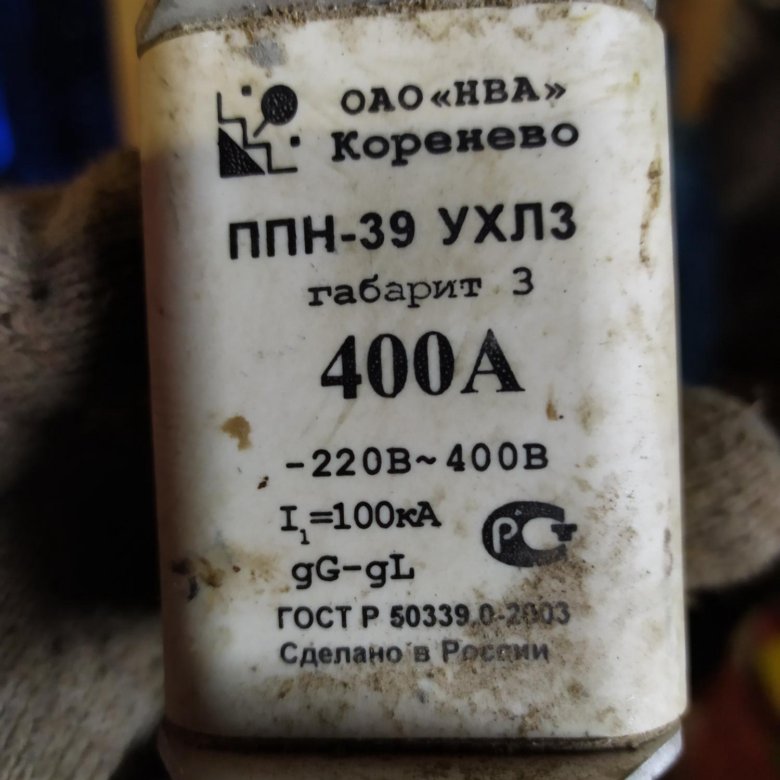 ОАО «НВА»
Коренево
ППН-39 УХЛ3
габарит 3
400А
-220В~400В
I₁=100кА
gG-gL
РСТ
ГОСТ Р 50339.0-2003
Сделано в России